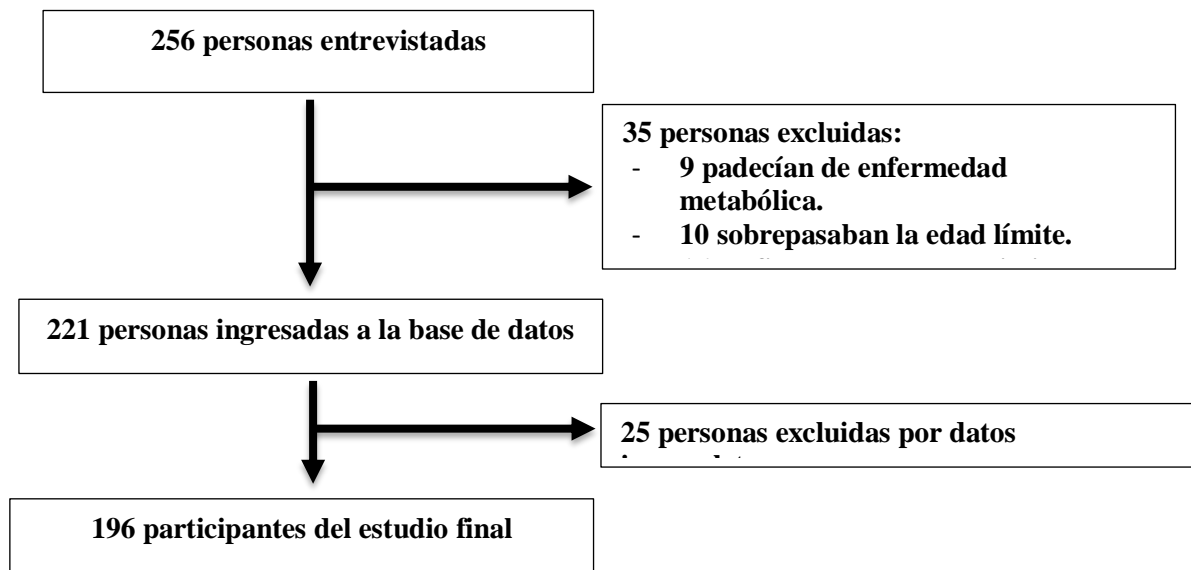 256 personas entrevistadas
35 personas excluidas:
- 9 padecían de enfermedad
metabólica.
- 10 sobrepasaban la edad límite.
-
221 personas ingresadas a la base de datos
25 personas excluidas por datos
196 participantes del estudio final